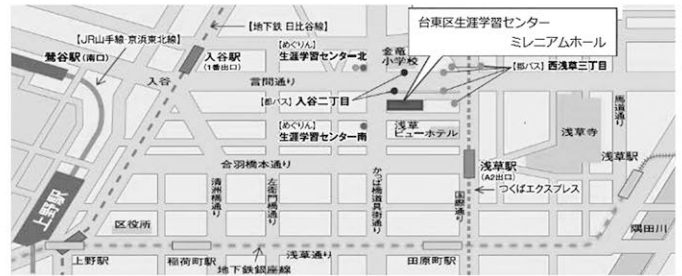 台東区生涯学習センター
ミレニアムホール
【地下鉄 日比谷線】
【JR山手線・京浜東北線】
鶯谷駅(南口)
入谷
入谷駅
(1番出口)
【めぐりん】
生涯学習センター北
金竜
小学校
言問通り
【都バス】入谷二丁目
【都バス】西浅草三丁目
馬道通り
【めぐりん】
生涯学習センター南
浅草
ビューホテル
浅草寺
浅草駅
合羽橋本通り
浅草駅
(A2出口)
つくばエクスプレス
上野駅
清洲橋通り
左衛門橋通り
かっぱ橋道具街通り
国際通り
区役所
隅田川
上野駅
稲荷町駅
地下鉄銀座線
浅草通り
田原町駅